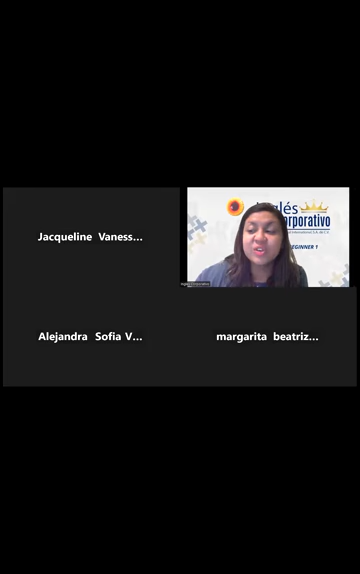 Jacqueline Vaness...
Inglés
Corporativo
BEGINNER 1
Alejandra Sofia V...
margarita beatriz...